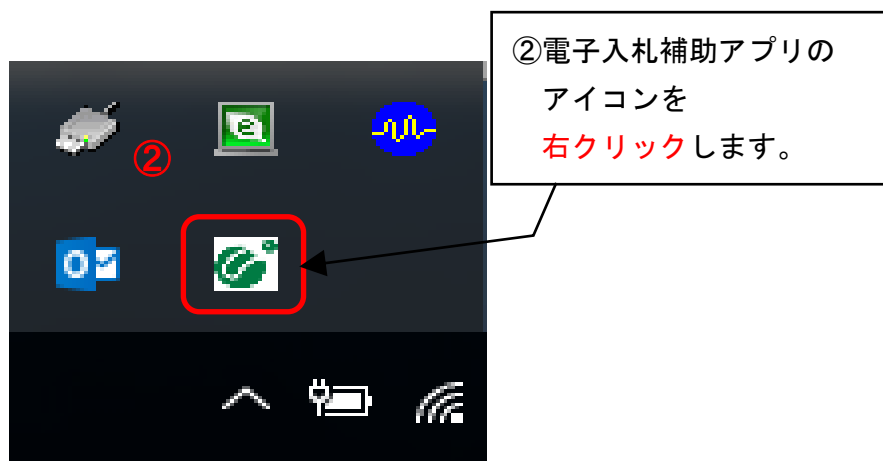 ②電子入札補助アプリの
アイコンを
右クリックします。
②
e
o